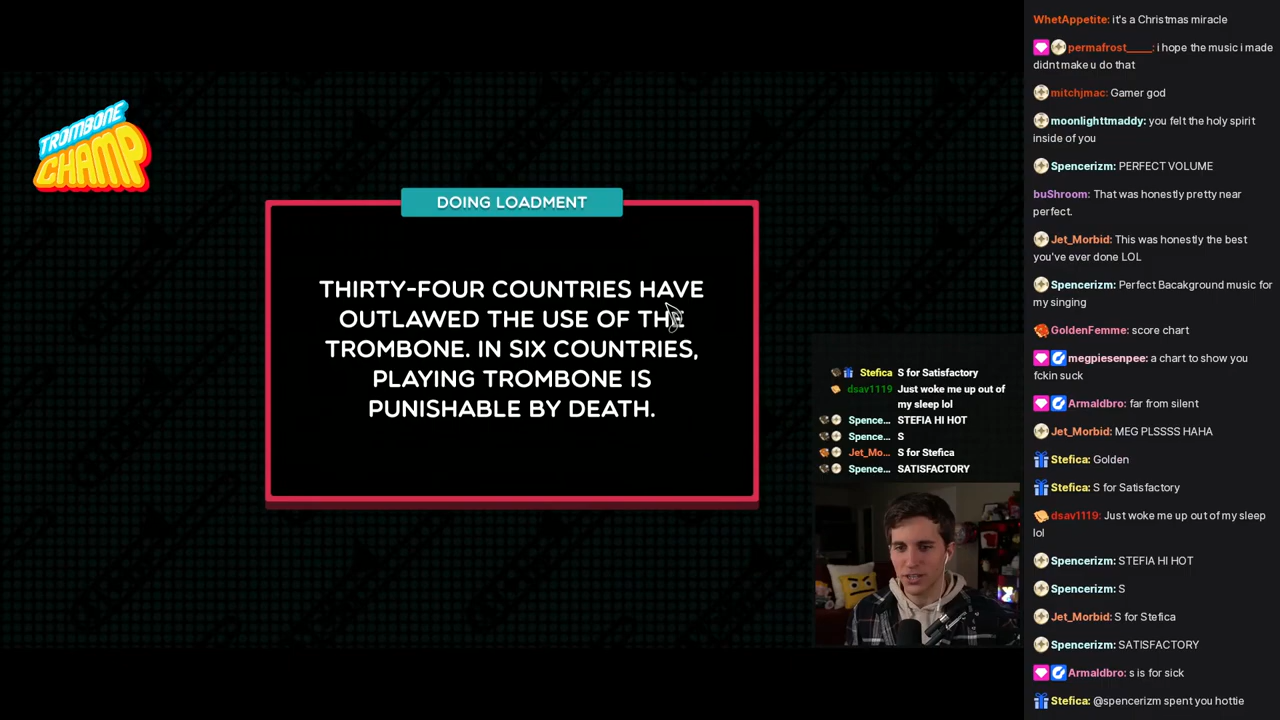 TROMBONE
CHAMP
DOING LOADMENT
THIRTY-FOUR COUNTRIES HAVE
OUTLAWED THE USE OF THE
TROMBONE. IN SIX COUNTRIES,
PLAYING TROMBONE IS
PUNISHABLE BY DEATH.
Stefica S for Satisfactory
dsav1119 Just woke me up out of
my sleep lol
Spence... STEFIA HI HOT
Spence... S
Jet_Mo... S for Stefica
Spence... SATISFACTORY
WhetAppetite: it's a Christmas miracle
permafrost_____: i hope the music i made
didnt make u do that
mitchjmac: Gamer god
moonlighttmaddy: you felt the holy spirit
inside of you
Spencerizm: PERFECT VOLUME
buShroom: That was honestly pretty near
perfect.
Jet_Morbid: This was honestly the best
you've ever done LOL
Spencerizm: Perfect Bacakground music for
my singing
GoldenFemme: score chart
megpiesenpee: a chart to show you
fckin suck
Armaldbro: far from silent
Jet_Morbid: MEG PLSSSS HAHA
Stefica: Golden
Stefica: S for Satisfactory
dsav1119: Just woke me up out of my sleep
lol
Spencerizm: STEFIA HI HOT
Spencerizm: S
Jet_Morbid: S for Stefica
Spencerizm: SATISFACTORY
Armaldbro: s is for sick
Stefica: @spencerizm spent you hottie